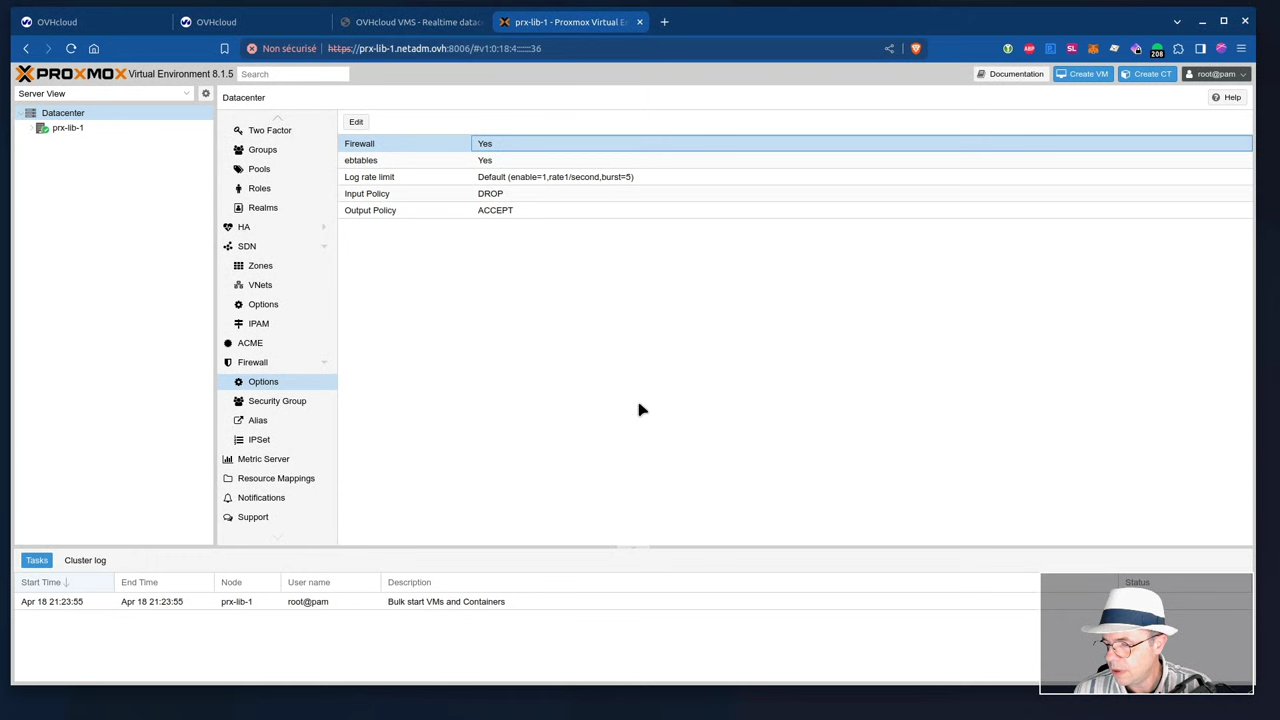 OVHcloud
OVHcloud
OVHcloud VMS - Realtime datac
prx-lib-1 - Proxmox Virtual En
Non sécurisé
https://prx-lib-1.netadm.ovh:8006/#v1:0:18:4::::::36
208
PROXMOX Virtual Environment 8.1.5
Search
Documentation
Create VM
Create CT
root@pam
Server View
Datacenter
Help
Datacenter
prx-lib-1
Two Factor
Groups
Pools
Roles
Realms
HA
SDN
Zones
VNets
Options
IPAM
ACME
Firewall
Options
Security Group
Alias
IPSet
Metric Server
Resource Mappings
Notifications
Support
Edit
Firewall Yes
ebtables Yes
Log rate limit Default (enable=1,rate1/second,burst=5)
Input Policy DROP
Output Policy ACCEPT
Tasks Cluster log
Start Time End Time Node User name Description Status
Apr 18 21:23:55 Apr 18 21:23:55 prx-lib-1 root@pam Bulk start VMs and Containers